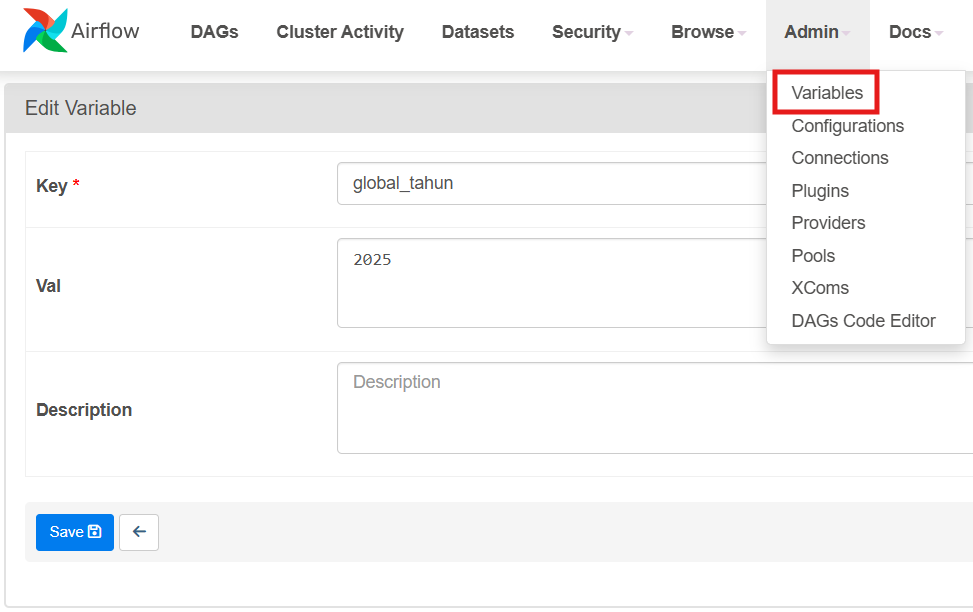 Airflow DAGs Cluster Activity Datasets Security Browse Admin Docs
Edit Variable
Key *
global_tahun
Val
2025
Description
Description
Save
Variables
Configurations
Connections
Plugins
Providers
Pools
XComs
DAGs Code Editor